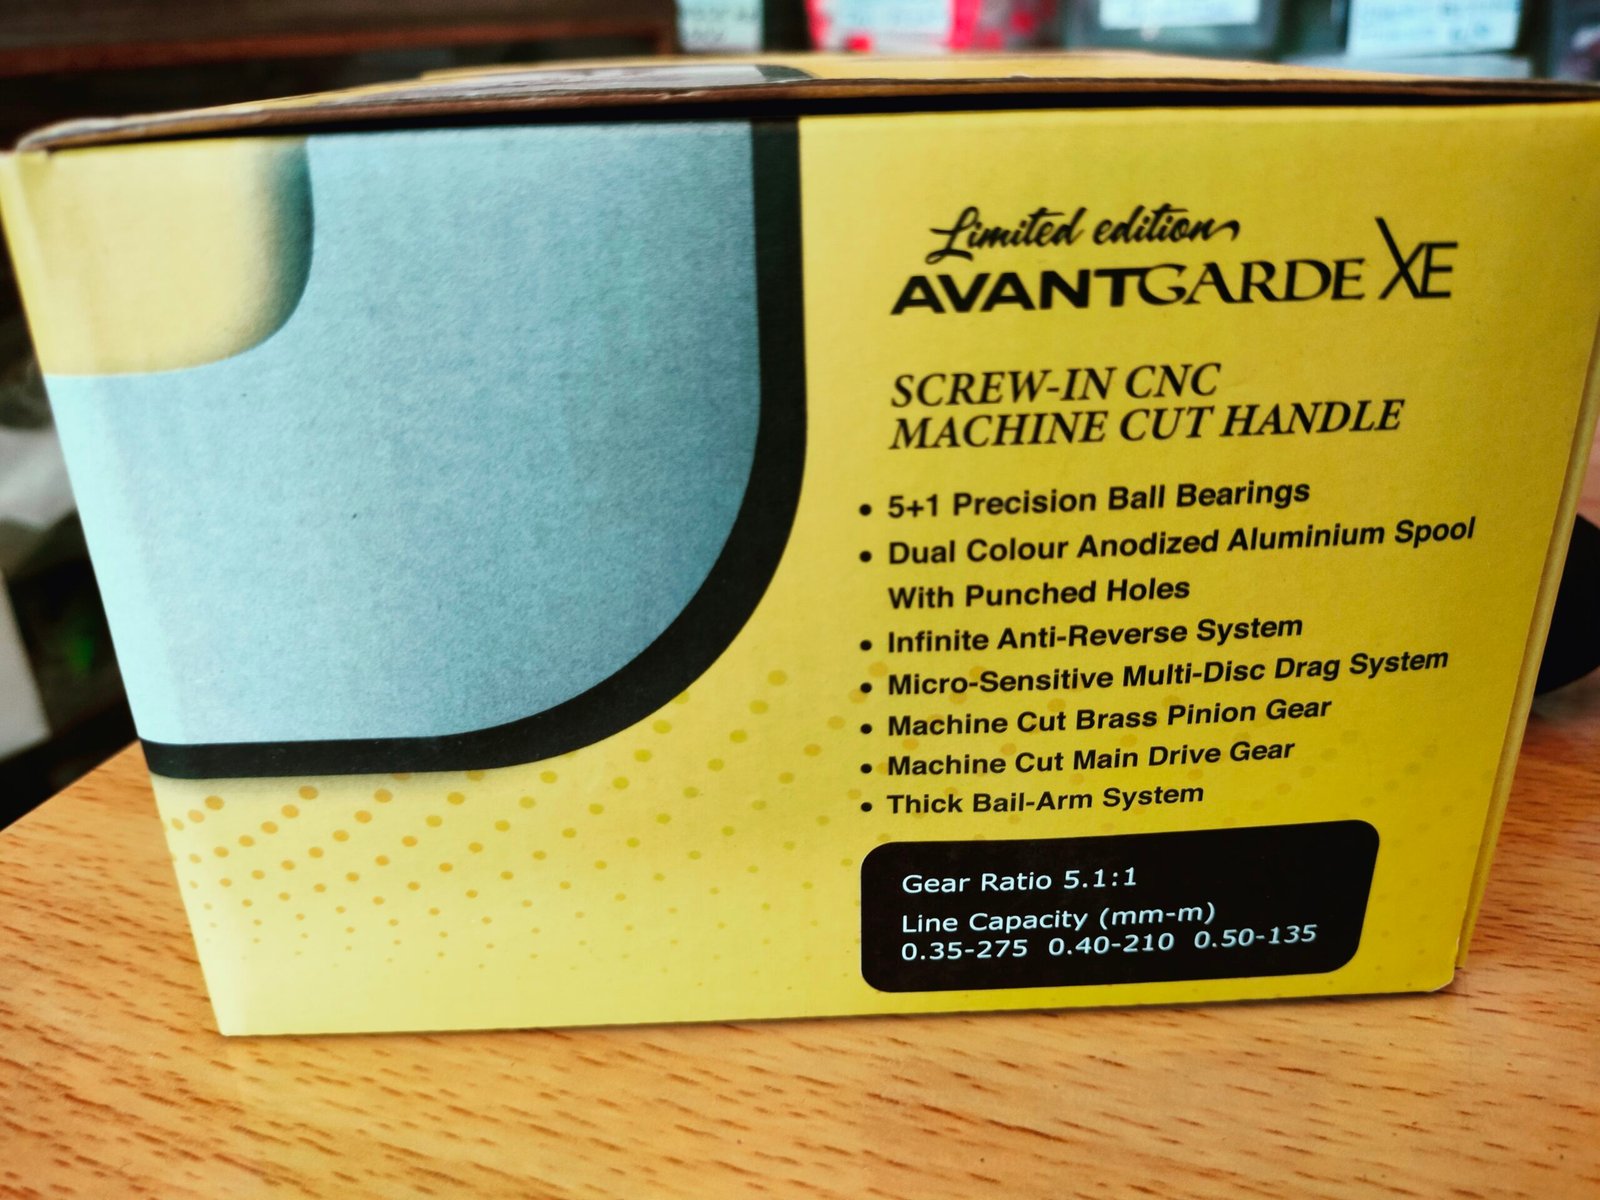 Limited edition
AVANTGARDE XE
SCREW-IN CNC
MACHINE CUT HANDLE
• 5+1 Precision Ball Bearings
• Dual Colour Anodized Aluminium Spool
With Punched Holes
• Infinite Anti-Reverse System
• Micro-Sensitive Multi-Disc Drag System
• Machine Cut Brass Pinion Gear
• Machine Cut Main Drive Gear
• Thick Bail-Arm System
Gear Ratio 5.1:1
Line Capacity (mm-m)
0.35-275 0.40-210 0.50-135